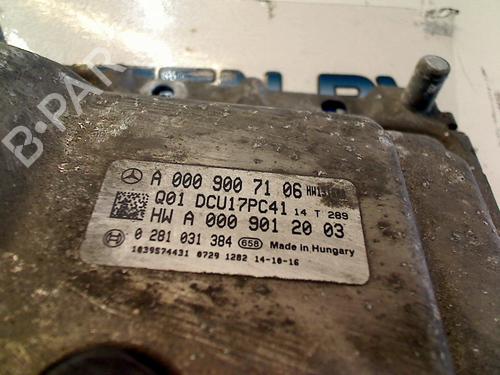 B-PAR
A 000 900 71 06
Q01 DCU17PC41 14 T 289
HW A 000 901 20 03
0 281 031 384 658 Made in Hungary
1039S74431 0729 1282 14-10-16